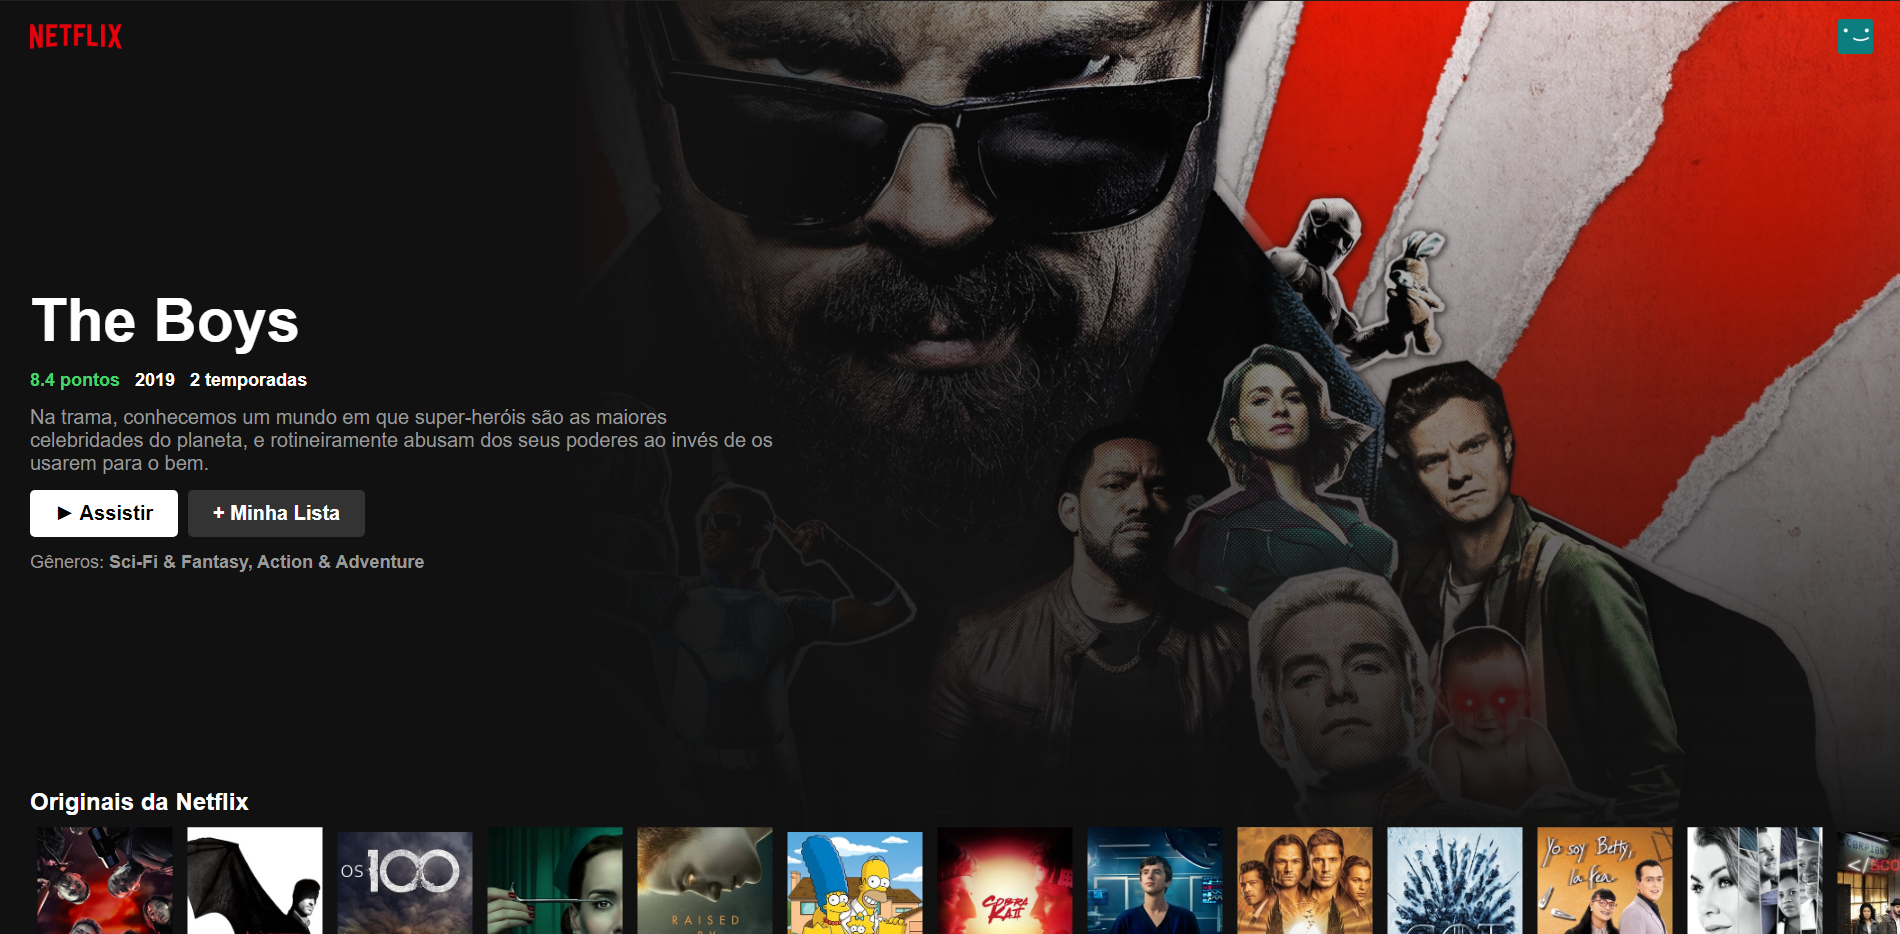 NETFLIX
The Boys
8.4 pontos 2019 2 temporadas
Na trama, conhecemos um mundo em que super-heróis são as maiores
celebridades do planeta, e rotineiramente abusam dos seus poderes ao invés de os
usarem para o bem.
► Assistir + Minha Lista
Gêneros: Sci-Fi & Fantasy, Action & Adventure
Originais da Netflix
OS 100
RAISED
COBRA
KAI
Yo soy Betty,
la fea